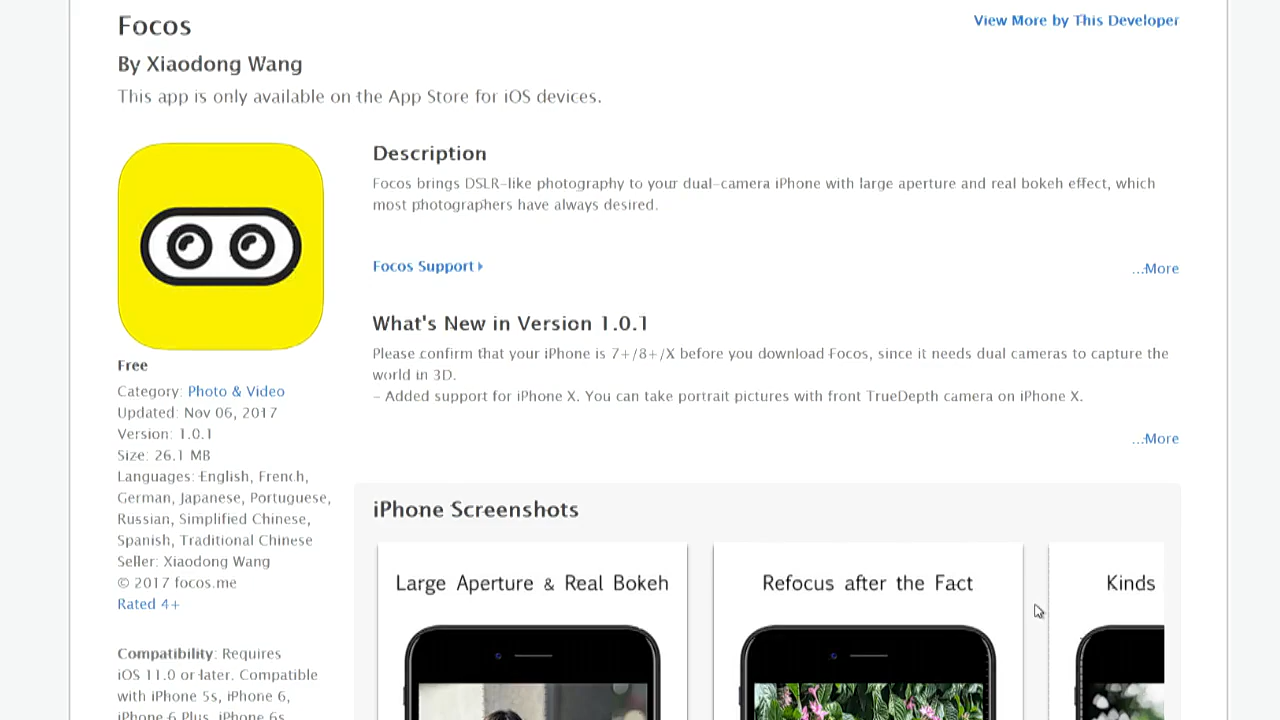 Focos
View More by This Developer
By Xiaodong Wang
This app is only available on the App Store for iOS devices.
Description
Focos brings DSLR-like photography to your dual-camera iPhone with large aperture and real bokeh effect, which
most photographers have always desired.
Focos Support
...More
What's New in Version 1.0.1
Please confirm that your iPhone is 7+/8+/X before you download Focos, since it needs dual cameras to capture the
world in 3D.
- Added support for iPhone X. You can take portrait pictures with front TrueDepth camera on iPhone X.
...More
Free
Category: Photo & Video
Updated: Nov 06, 2017
Version: 1.0.1
Size: 26.1 MB
Languages: English, French,
German, Japanese, Portuguese,
Russian, Simplified Chinese,
Spanish, Traditional Chinese
Seller: Xiaodong Wang
© 2017 focos.me
Rated 4+
Compatibility: Requires
iOS 11.0 or later. Compatible
with iPhone 5s, iPhone 6,
iPhone 6 Plus, iPhone 6s
iPhone Screenshots
Large Aperture & Real Bokeh
Refocus after the Fact
Kinds